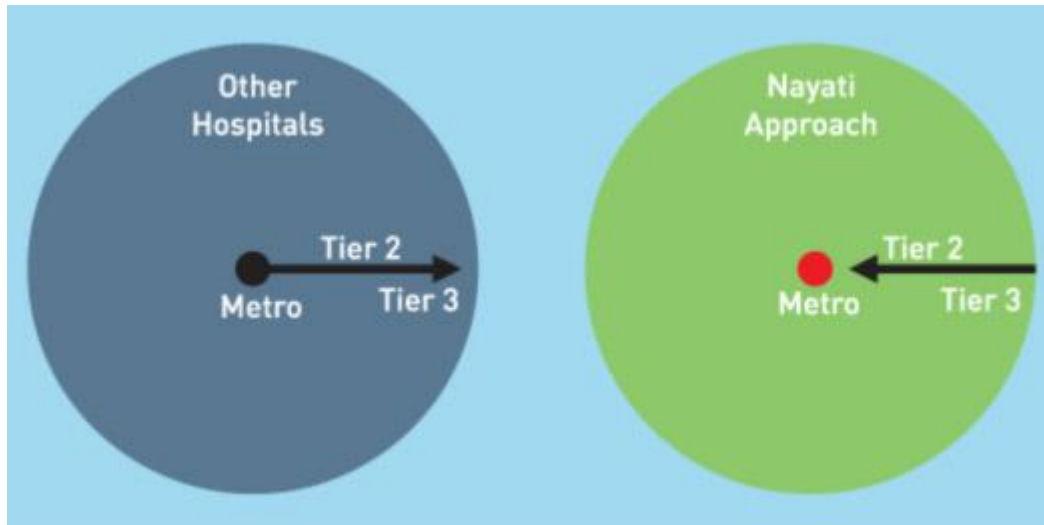 Other
Hospitals
Tier 2
Tier 3
Metro
Nayati
Approach
Tier 2
Tier 3
Metro